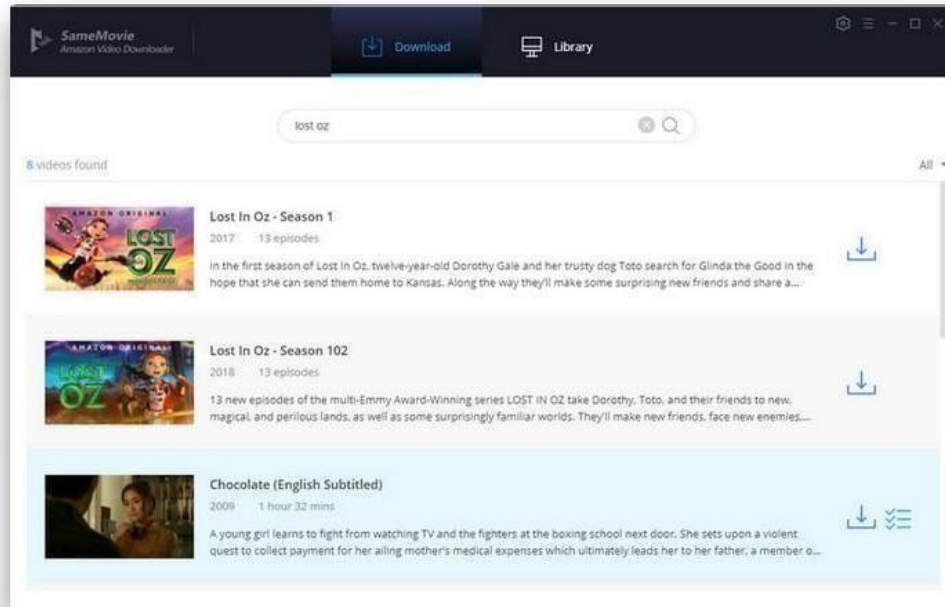 SameMovie
Amazon Video Downloader
Download
Library
lost oz
8 videos found
All
AMAZON ORIGINAL
LOST
OZ
Lost In Oz - Season 1
2017 13 episodes
In the first season of Lost In Oz, twelve-year-old Dorothy Gale and her trusty dog Toto search for Glinda the Good in the
hope that she can send them home to Kansas. Along the way they'll make some surprising new friends and share a...
AMAZON ORIGINAL
LOST
OZ
Lost In Oz - Season 102
2018 13 episodes
13 new episodes of the multi-Emmy Award-Winning series LOST IN OZ take Dorothy, Toto, and their friends to new,
magical, and perilous lands, as well as some surprisingly familiar worlds. They'll make new friends, face new enemies,...
Chocolate (English Subtitled)
2009 1 hour 32 mins
A young girl learns to fight from watching TV and the fighters at the boxing school next door. She sets upon a violent
quest to collect payment for her ailing mother's medical expenses which ultimately leads her to her father, a member o...